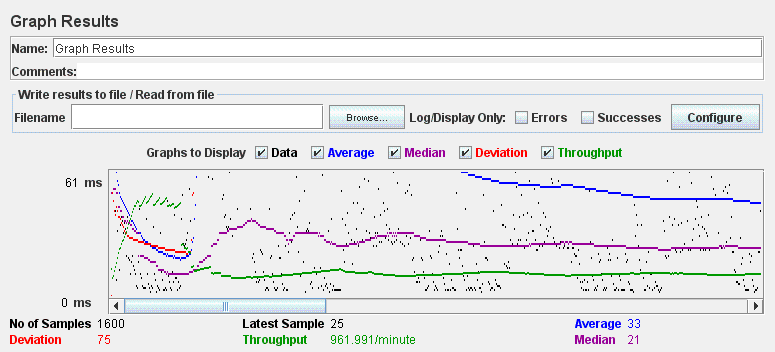 Graph Results
Name: Graph Results
Comments:
Write results to file / Read from file
Filename Browse... Log/Display Only: Errors Successes Configure
Graphs to Display Data Average Median Deviation Throughput
61 ms
0 ms
No of Samples 1600 Latest Sample 25 Average 33
Deviation 75 Throughput 961.991/minute Median 21